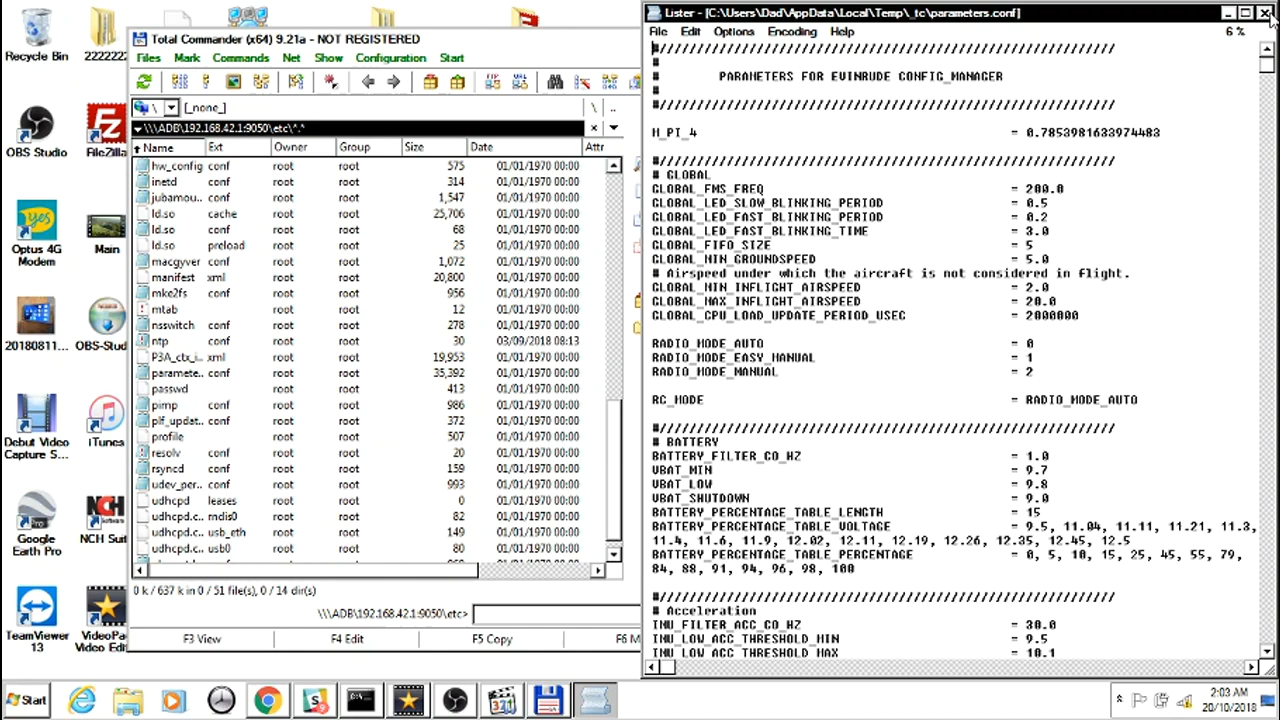 Recycle Bin
222222
OBS Studio
FileZilla
Optus 4G
Modem
Main
20180811...
OBS-Stud
Debut Video
Capture S...
iTunes
Google
Earth Pro
NCH Suit
TeamViewer
13
VideoPad
Video Edit
Total Commander (x64) 9.21a - NOT REGISTERED
Files Mark Commands Net Show Configuration Start
\ [_none_] \ ..
\\\ADB\192.168.42.1:9050\etc\*.*
Name Ext Owner Group Size Date Attr
hw_config conf root root 575 01/01/1970 00:00
inetd conf root root 314 01/01/1970 00:00
jubamou.. conf root root 1,547 01/01/1970 00:00
ld.so cache root root 25,706 01/01/1970 00:00
ld.so conf root root 68 01/01/1970 00:00
ld.so preload root root 25 01/01/1970 00:00
macgyver conf root root 1,072 01/01/1970 00:00
manifest xml root root 20,800 01/01/1970 00:00
mke2fs conf root root 956 01/01/1970 00:00
mtab root root 12 01/01/1970 00:00
nsswitch conf root root 278 01/01/1970 00:00
ntp root root 30 03/09/2018 08:13
P3A_ctx_i.. xml root root 19,953 01/01/1970 00:00
paramete.. conf root root 35,392 01/01/1970 00:00
passwd root root 413 01/01/1970 00:00
pimp conf root root 986 01/01/1970 00:00
plf_updat.. conf root root 372 01/01/1970 00:00
profile root root 507 01/01/1970 00:00
resolv conf root root 20 01/01/1970 00:00
rsyncd conf root root 159 01/01/1970 00:00
udev_per.. conf root root 993 01/01/1970 00:00
udhcpd leases root root 0 01/01/1970 00:00
udhcpd.c.. rndis0 root root 82 01/01/1970 00:00
udhcpd.c.. usb_eth root root 149 01/01/1970 00:00
udhcpd.c.. usb0 root root 80 01/01/1970 00:00
0 k / 637 k in 0 / 51 file(s), 0 / 14 dir(s)
\\\ADB\192.168.42.1:9050\etc>
F3 View F4 Edit F5 Copy F6 M
Lister - [C:\Users\Dad\AppData\Local\Temp\_tc\parameters.conf]
File Edit Options Encoding Help 6 %
#///////////////////////////////////////////////////////////////
#
# PARAMETERS FOR EVINRUDE CONFIG_MANAGER
#
#///////////////////////////////////////////////////////////////
M_PI_4 = 0.7853981633974483
#///////////////////////////////////////////////////////////////
# GLOBAL
GLOBAL_FMS_FREQ = 200.0
GLOBAL_LED_SLOW_BLINKING_PERIOD = 0.5
GLOBAL_LED_FAST_BLINKING_PERIOD = 0.2
GLOBAL_LED_FAST_BLINKING_TIME = 3.0
GLOBAL_FIFO_SIZE = 5
GLOBAL_MIN_GROUNDSPEED = 5.0
# Airspeed under which the aircraft is not considered in flight.
GLOBAL_MIN_INFLIGHT_AIRSPEED = 2.0
GLOBAL_MAX_INFLIGHT_AIRSPEED = 20.0
GLOBAL_CPU_LOAD_UPDATE_PERIOD_USEC = 2000000
RADIO_MODE_AUTO = 0
RADIO_MODE_EASY_MANUAL = 1
RADIO_MODE_MANUAL = 2
RC_MODE = RADIO_MODE_AUTO
#///////////////////////////////////////////////////////////////
# BATTERY
BATTERY_FILTER_CO_HZ = 1.0
VBAT_MIN = 9.7
VBAT_LOW = 9.8
VBAT_SHUTDOWN = 9.0
BATTERY_PERCENTAGE_TABLE_LENGTH = 15
BATTERY_PERCENTAGE_TABLE_VOLTAGE = 9.5, 11.04, 11.11, 11.21, 11.3,
11.4, 11.6, 11.9, 12.02, 12.11, 12.19, 12.26, 12.35, 12.45, 12.5
BATTERY_PERCENTAGE_TABLE_PERCENTAGE = 0, 5, 10, 15, 25, 45, 55, 79,
84, 88, 91, 94, 96, 98, 100
#///////////////////////////////////////////////////////////////
# Acceleration
IMU_FILTER_ACC_CO_HZ = 30.0
IMU_LOW_ACC_THRESHOLD_MIN = 9.5
IMU_LOW_ACC_THRESHOLD_MAX = 10.1
Start
2:03 AM
20/10/2018